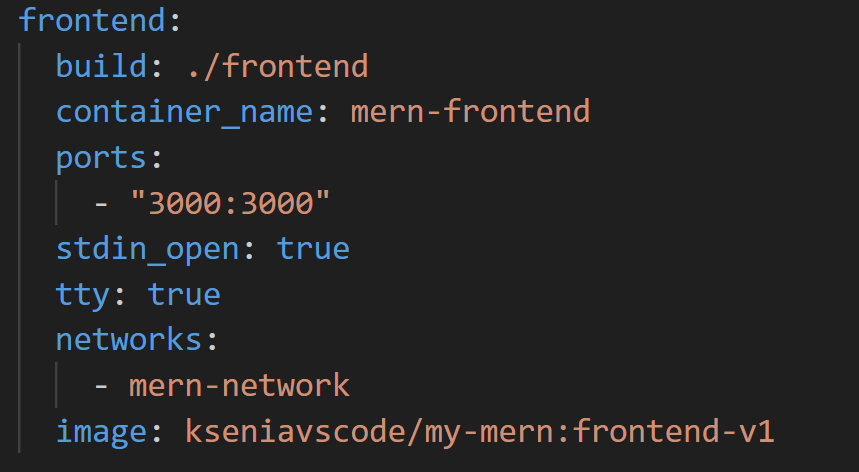 frontend:
build: ./frontend
container_name: mern-frontend
ports:
- "3000:3000"
stdin_open: true
tty: true
networks:
- mern-network
image: kseniavscode/my-mern:frontend-v1